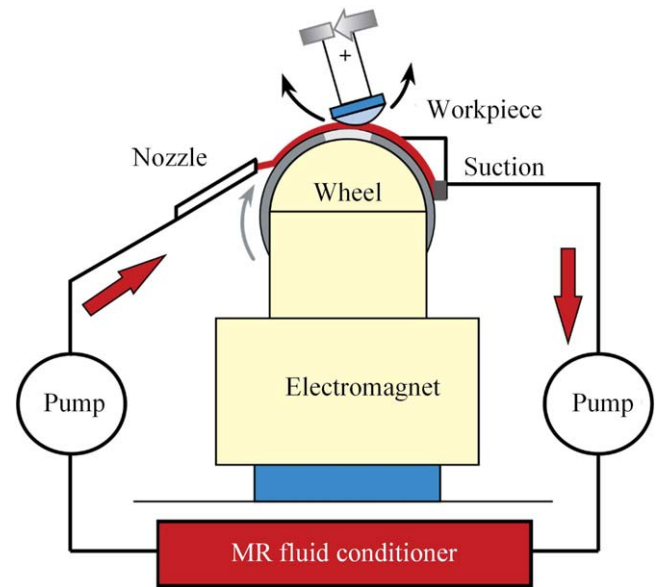 +
Workpiece
Nozzle
Suction
Wheel
Electromagnet
Pump
Pump
MR fluid conditioner